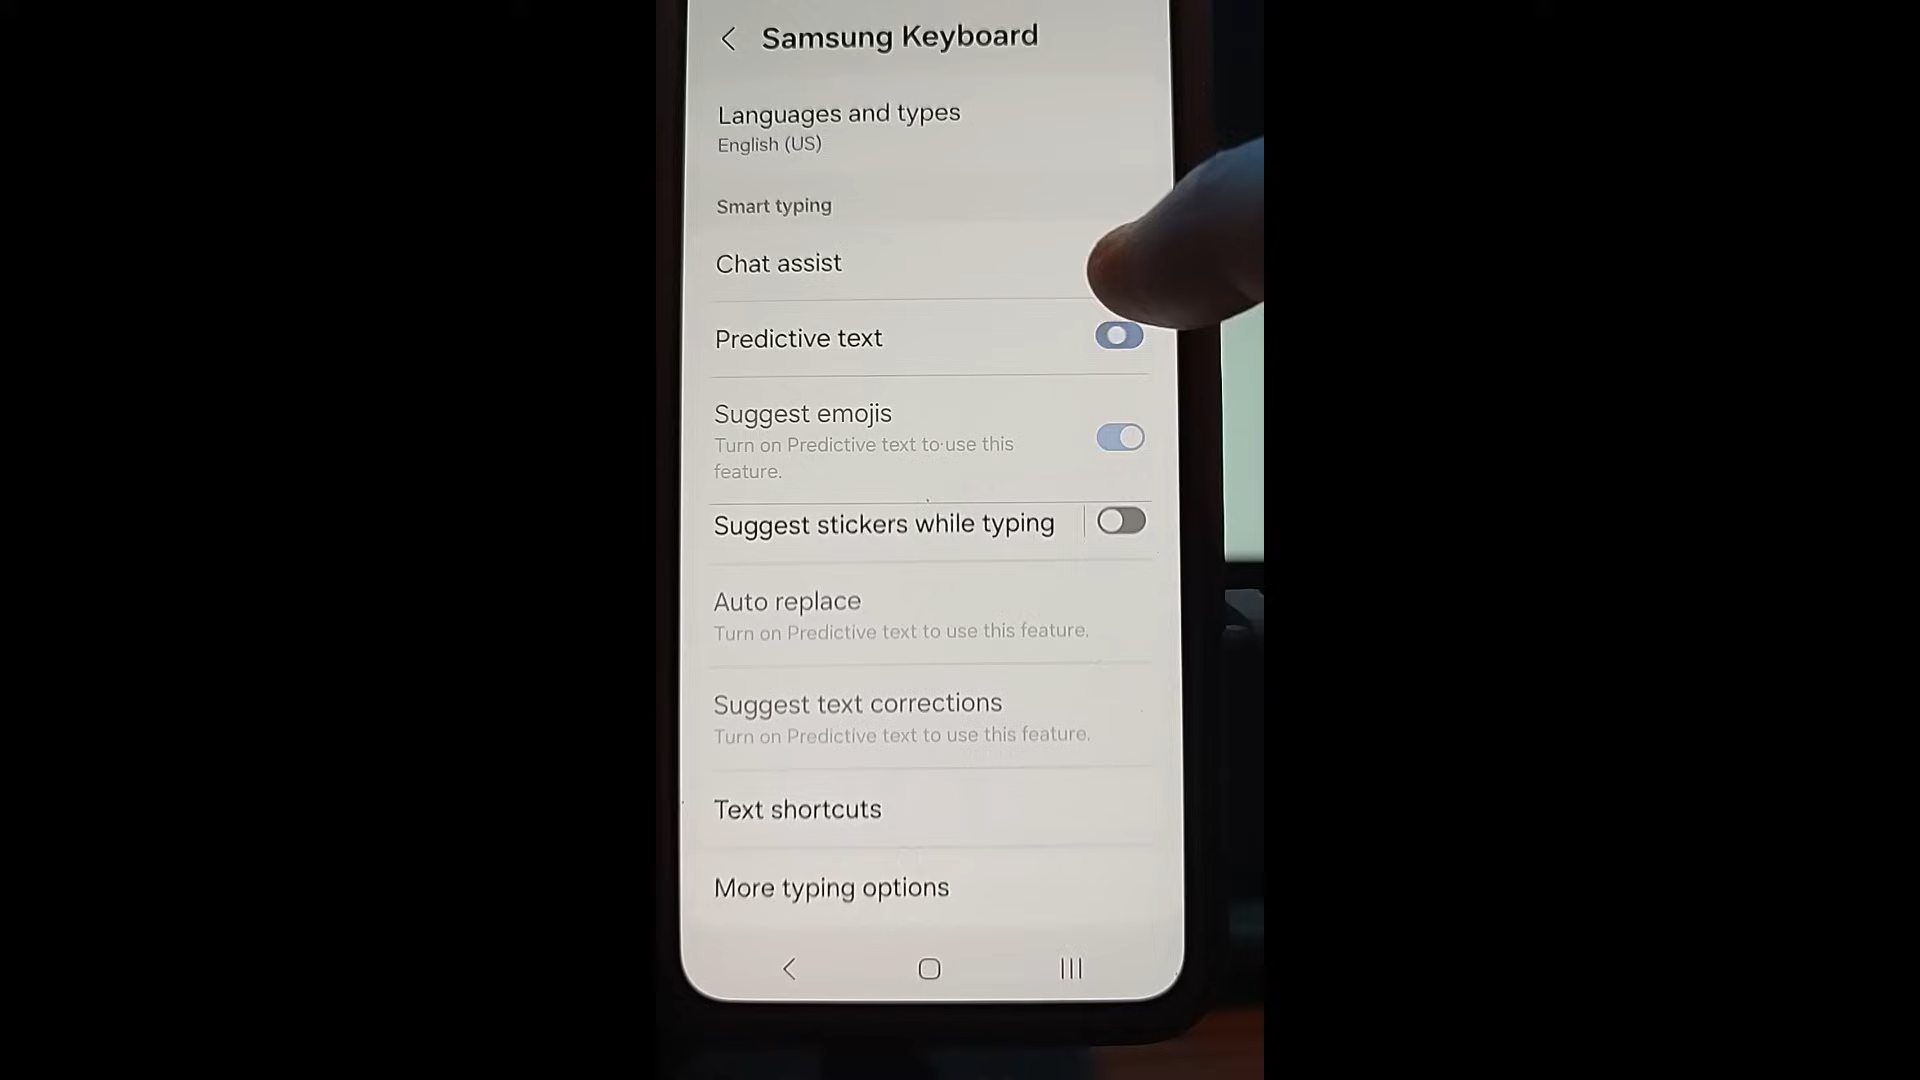 Samsung Keyboard
Languages and types
English (US)
Smart typing
Chat assist
Predictive text
Suggest emojis
Turn on Predictive text to use this
feature.
Suggest stickers while typing
Auto replace
Turn on Predictive text to use this feature.
Suggest text corrections
Turn on Predictive text to use this feature.
Text shortcuts
More typing options